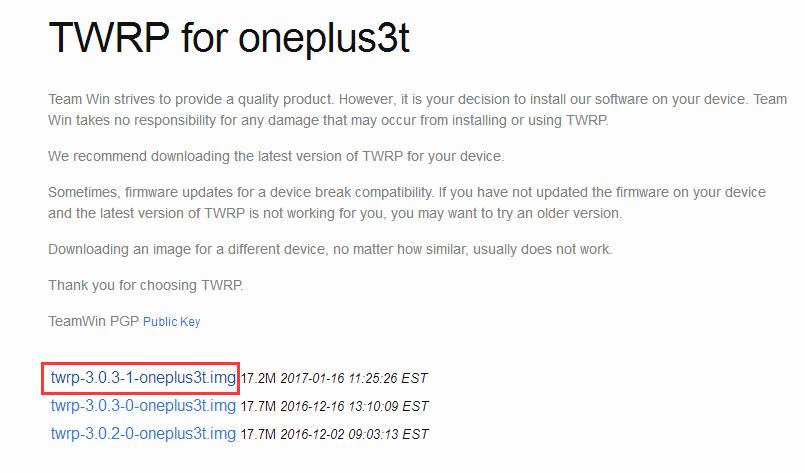 TWRP for oneplus3t
Team Win strives to provide a quality product. However, it is your decision to install our software on your device. Team
Win takes no responsibility for any damage that may occur from installing or using TWRP.
We recommend downloading the latest version of TWRP for your device.
Sometimes, firmware updates for a device break compatibility. If you have not updated the firmware on your device
and the latest version of TWRP is not working for you, you may want to try an older version.
Downloading an image for a different device, no matter how similar, usually does not work.
Thank you for choosing TWRP.
TeamWin PGP Public Key
twrp-3.0.3-1-oneplus3t.img 17.2M 2017-01-16 11:25:26 EST
twrp-3.0.3-0-oneplus3t.img 17.7M 2016-12-16 13:10:09 EST
twrp-3.0.2-0-oneplus3t.img 17.7M 2016-12-02 09:03:13 EST